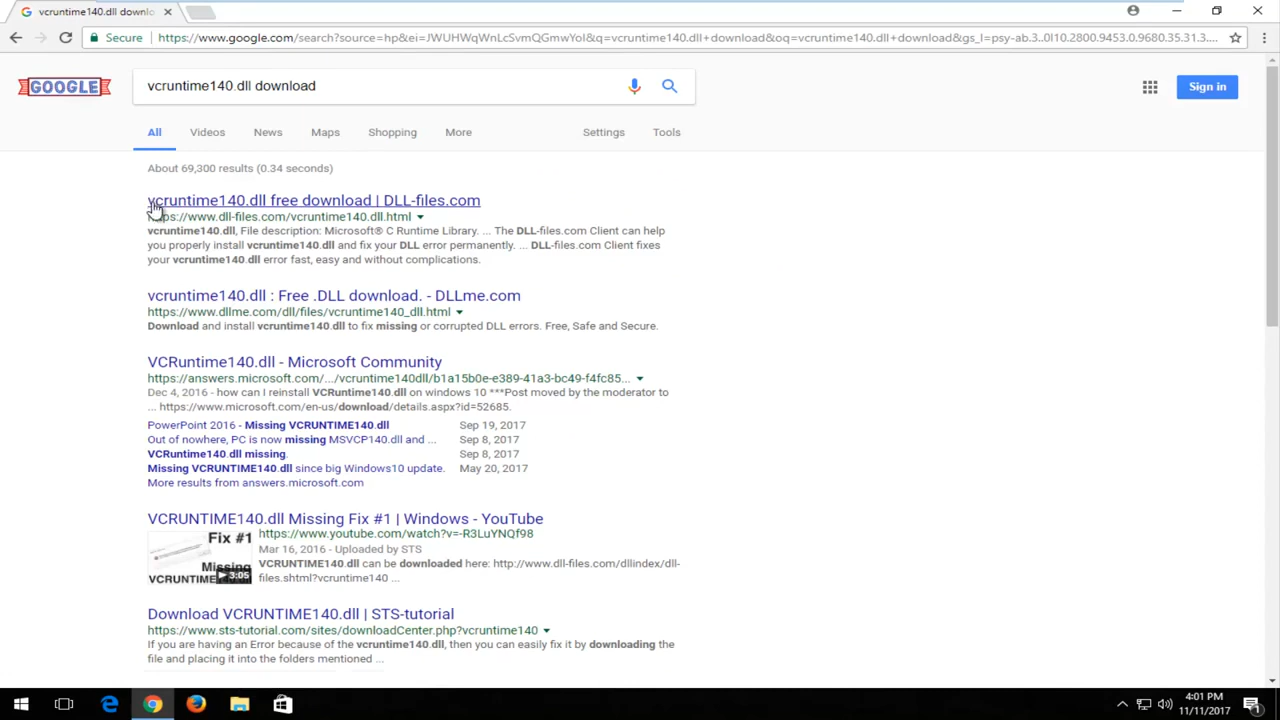 vcruntime140.dll downlo
Secure
https://www.google.com/search?source=hp&ei=JWUHWqWnLcSvmQGmwYoI&q=vcruntime140.dll+download&oq=vcruntime140.dll+download&gs_l=psy-ab.3..0l10.2800.9453.0.9680.35.31.3....
GOOGLE
vcruntime140.dll download
Sign in
All Videos News Maps Shopping More Settings Tools
About 69,300 results (0.34 seconds)
vcruntime140.dll free download | DLL-files.com
https://www.dll-files.com/vcruntime140.dll.html
vcruntime140.dll, File description: Microsoft® C Runtime Library. ... The DLL-files.com Client can help
you properly install vcruntime140.dll and fix your DLL error permanently. ... DLL-files.com Client fixes
your vcruntime140.dll error fast, easy and without complications.
vcruntime140.dll : Free .DLL download. - DLLme.com
https://www.dllme.com/dll/files/vcruntime140_dll.html
Download and install vcruntime140.dll to fix missing or corrupted DLL errors. Free, Safe and Secure.
VCRuntime140.dll - Microsoft Community
https://answers.microsoft.com/.../vcruntime140dll/b1a15b0e-e389-41a3-bc49-f4fc85...
Dec 4, 2016 - how can I reinstall VCRuntime140.dll on windows 10 ***Post moved by the moderator to
... https://www.microsoft.com/en-us/download/details.aspx?id=52685.
PowerPoint 2016 - Missing VCRUNTIME140.dll Sep 19, 2017
Out of nowhere, PC is now missing MSVCP140.dll and ... Sep 8, 2017
VCRuntime140.dll missing. Sep 8, 2017
Missing VCRUNTIME140.dll since big Windows10 update. May 20, 2017
More results from answers.microsoft.com
VCRUNTIME140.dll Missing Fix #1 | Windows - YouTube
https://www.youtube.com/watch?v=-R3LuYNQf98
Mar 16, 2016 - Uploaded by STS
VCRUNTIME140.dll can be downloaded here: http://www.dll-files.com/dllindex/dll-
files.shtml?vcruntime140 ...
Fix #1
Missing
VCRUNTIME140.dll
3:05
Download VCRUNTIME140.dll | STS-tutorial
https://www.sts-tutorial.com/sites/downloadCenter.php?vcruntime140
If you are having an Error because of the vcruntime140.dll, then you can easily fix it by downloading the
file and placing it into the folders mentioned ...
4:01 PM
11/11/2017
1